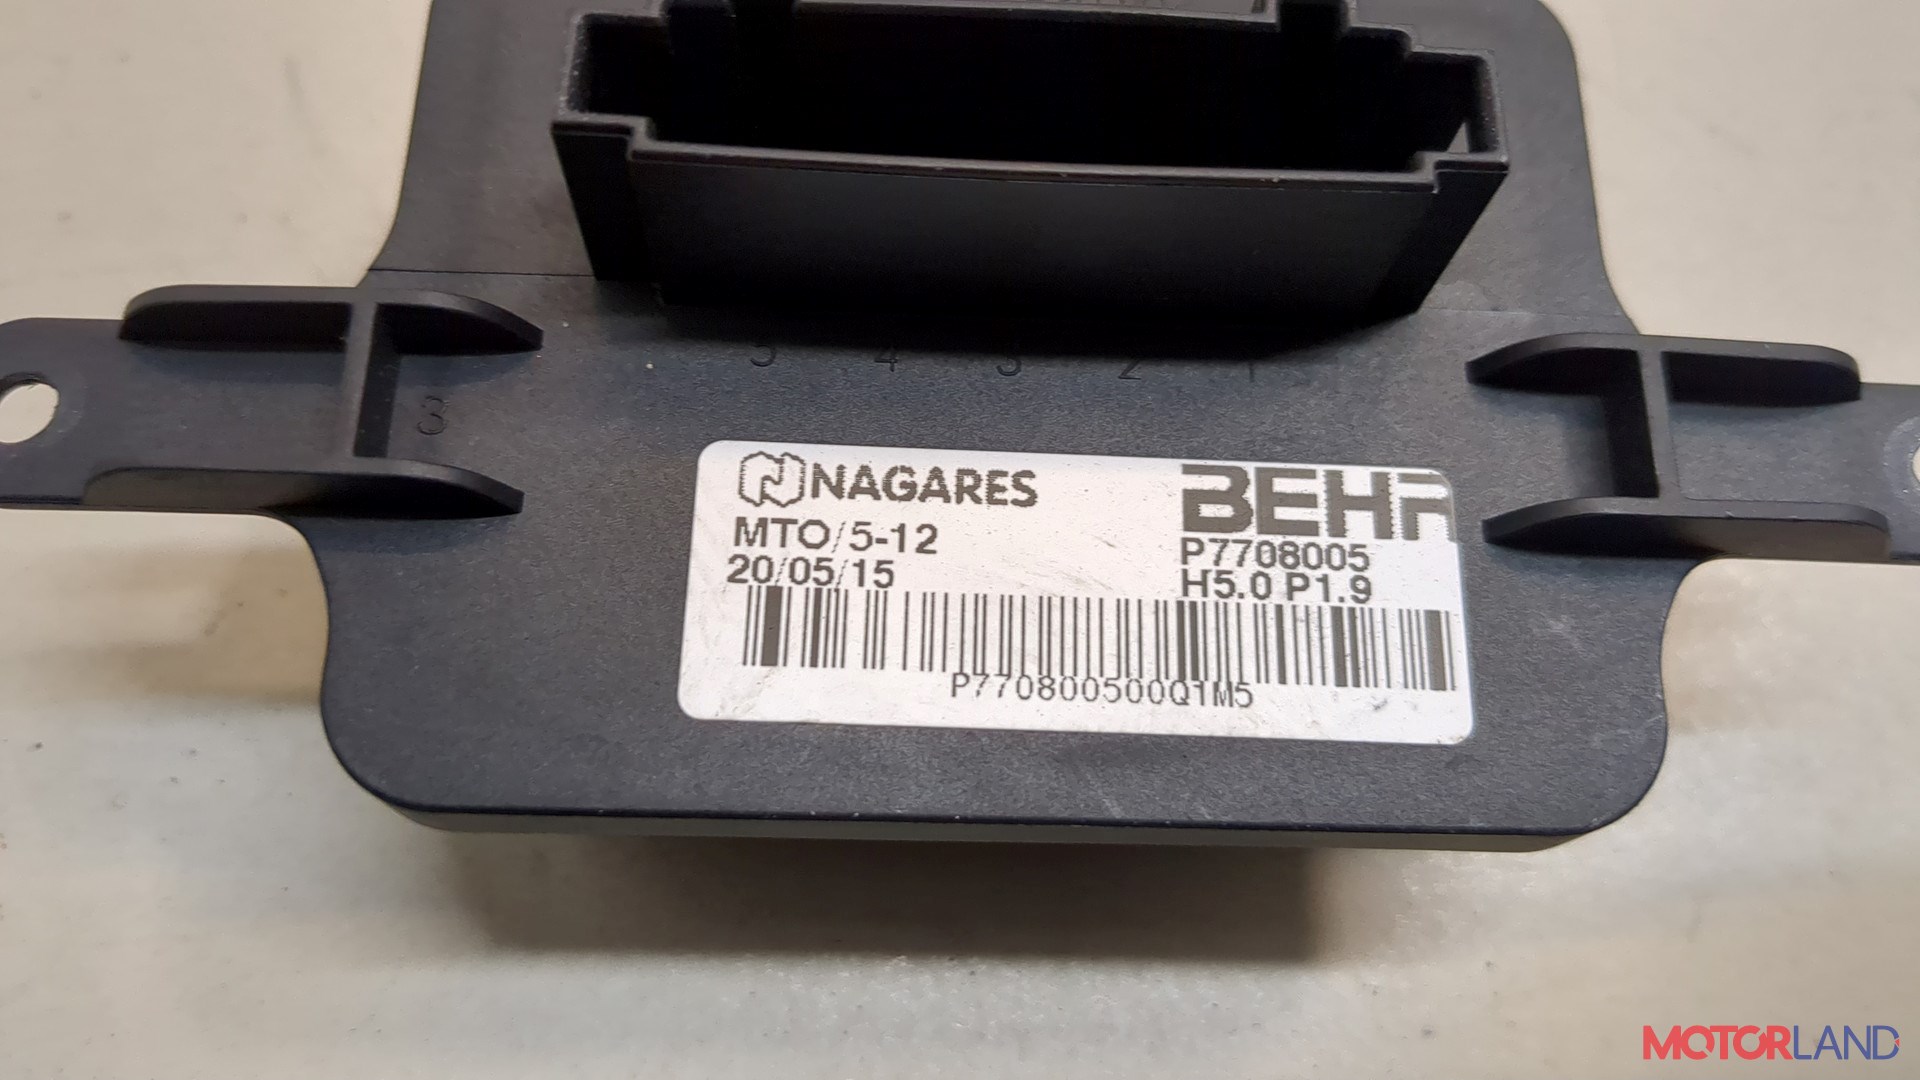 5 4 3 2 1
3
NAGARES
BEHR
MTO/5-12
P7708005
20/05/15
H5.0 P1.9
P770800500Q1M5
MOTORLAND